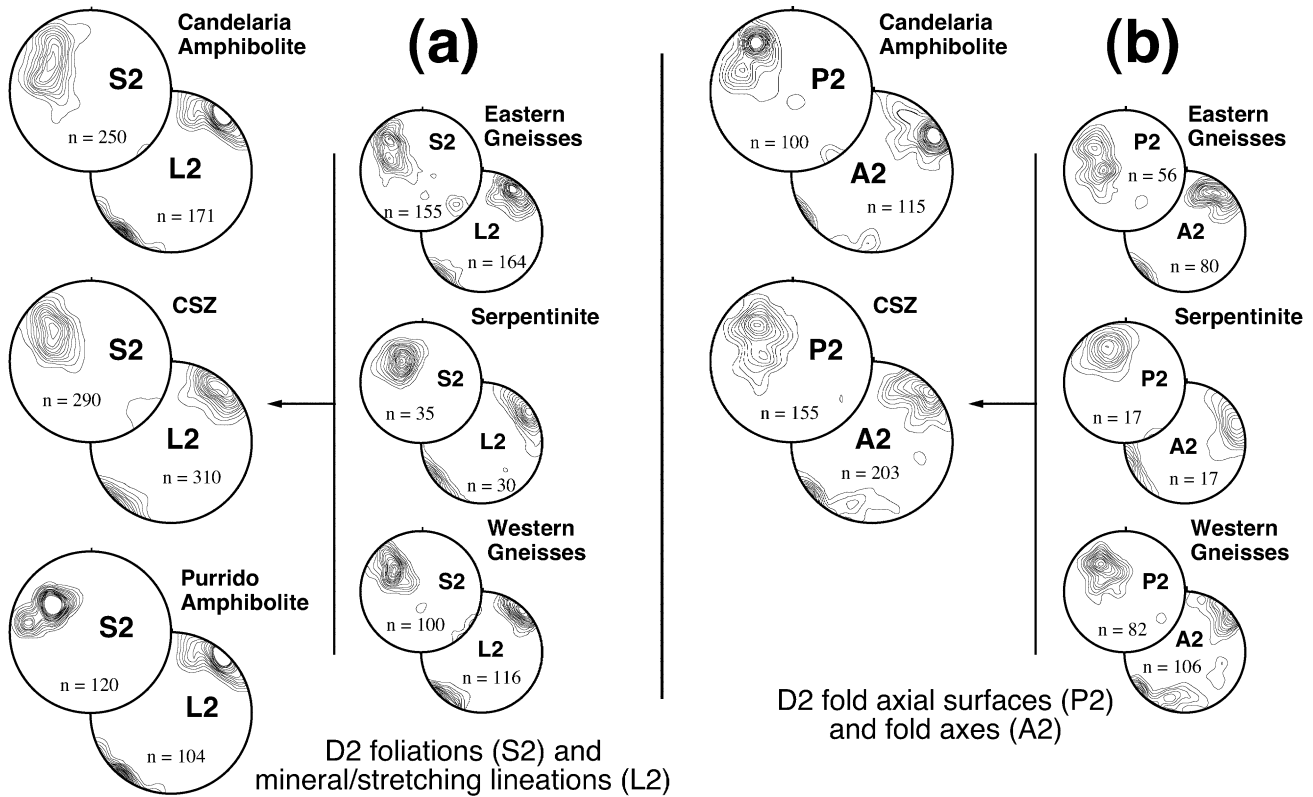 (a)
Candelaria
Amphibolite
S2
n = 250
L2
n = 171
CSZ
S2
n = 290
L2
n = 310
Purrido
Amphibolite
S2
n = 120
L2
n = 104
Eastern
Gneisses
S2
n = 155
L2
n = 164
Serpentinite
S2
n = 35
L2
n = 30
Western
Gneisses
S2
n = 100
L2
n = 116
D2 foliations (S2) and
mineral/stretching lineations (L2)
(b)
Candelaria
Amphibolite
P2
n = 100
A2
n = 115
CSZ
P2
n = 155
A2
n = 203
Eastern
Gneisses
P2
n = 56
A2
n = 80
Serpentinite
P2
n = 17
A2
n = 17
Western
Gneisses
P2
n = 82
A2
n = 106
D2 fold axial surfaces (P2)
and fold axes (A2)